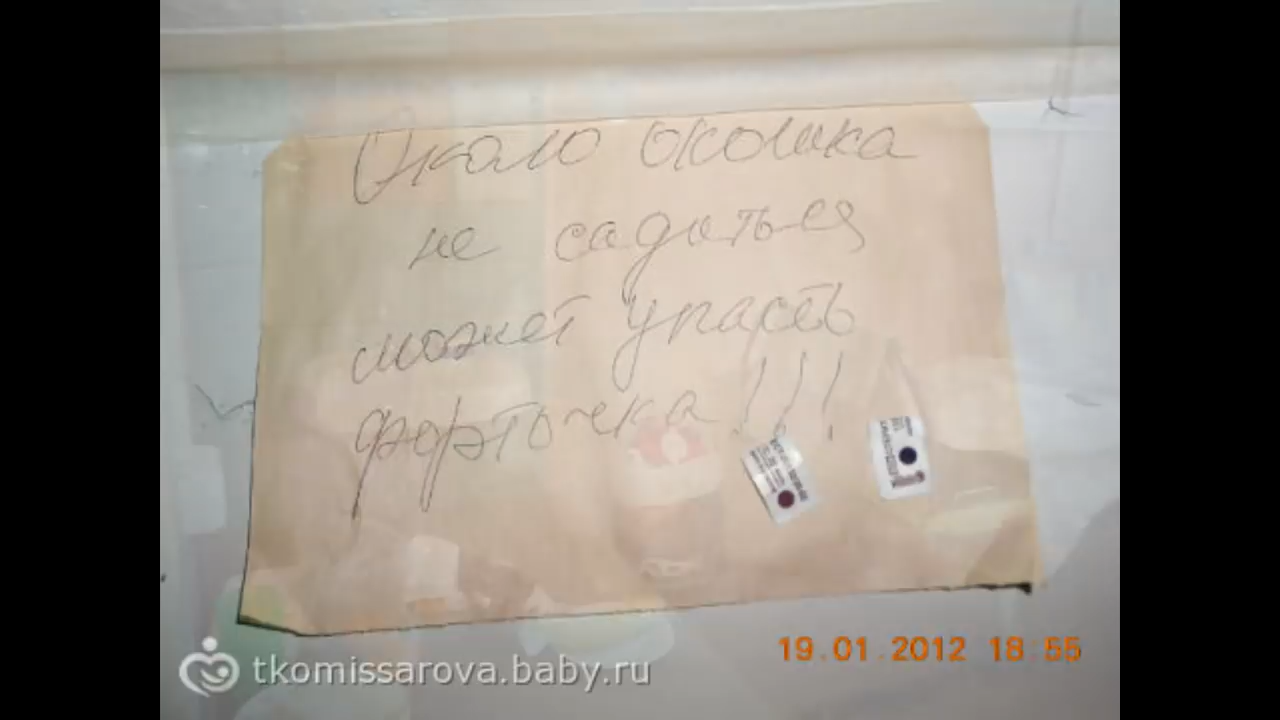 Около окошка
не садиться
может упасть
форточка!!!
19.01.2012 18:55
tkomissarova.baby.ru